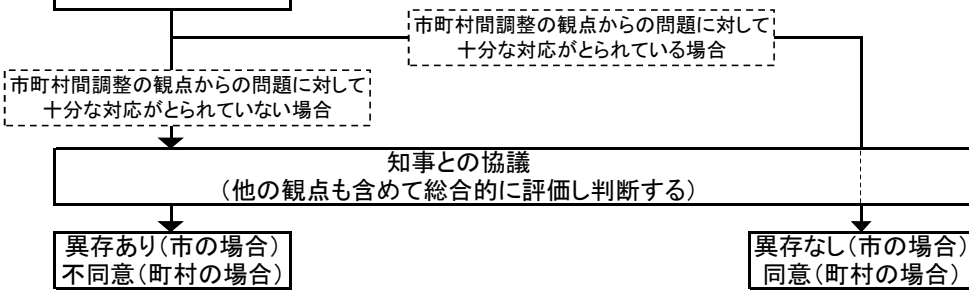 市町村間調整の観点からの問題に対して
十分な対応がとられている場合
市町村間調整の観点からの問題に対して
十分な対応がとられていない場合
知事との協議
（他の観点も含めて総合的に評価し判断する）
異存あり（市の場合）
不同意（町村の場合）
異存なし（市の場合）
同意（町村の場合）